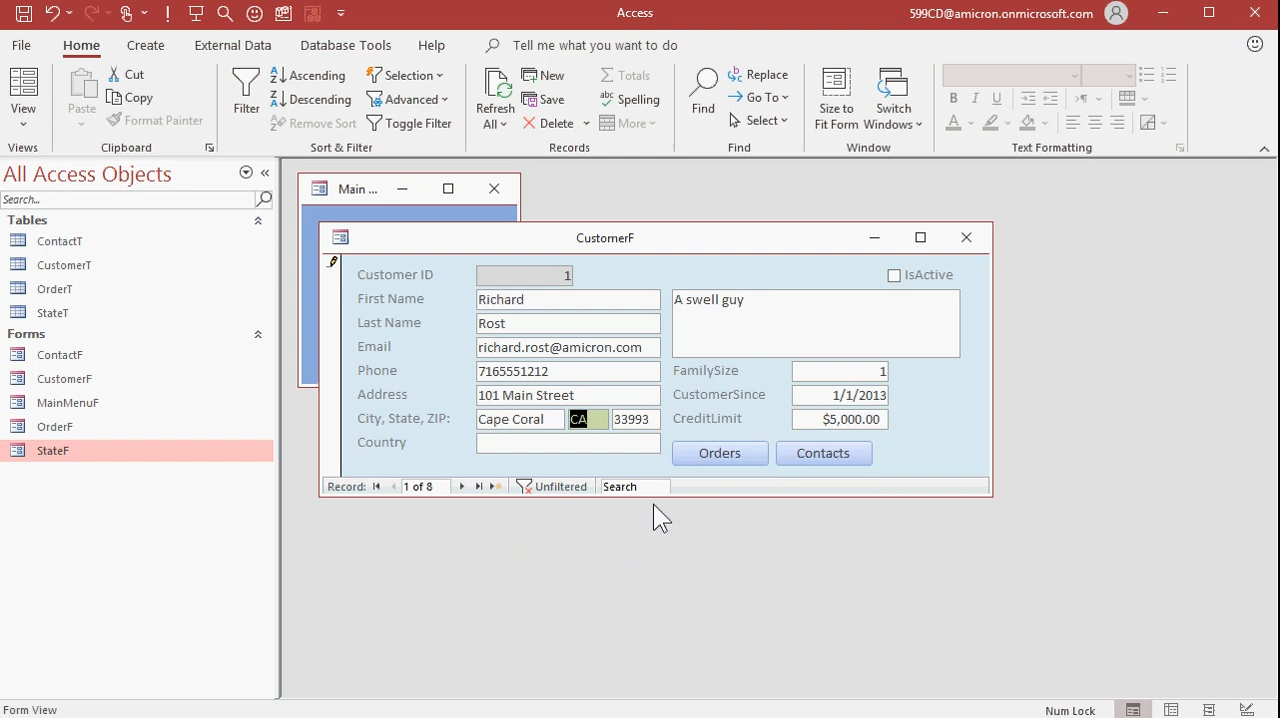 Access
599CD@amicron.onmicrosoft.com
File Home Create External Data Database Tools Help Tell me what you want to do
View
Views
Paste
Cut
Copy
Format Painter
Clipboard
Filter
Ascending
Descending
Remove Sort
Selection
Advanced
Toggle Filter
Sort & Filter
Refresh
All
New
Save
Delete
Totals
Spelling
More
Records
Find
Replace
Go To
Select
Find
Size to
Fit Form
Switch
Windows
Window
Text Formatting
B I U
A
All Access Objects
Search...
Tables
ContactT
CustomerT
OrderT
StateT
Forms
ContactF
CustomerF
MainMenuF
OrderF
StateF
Main ...
CustomerF
Customer ID 1
First Name Richard
Last Name Rost
Email richard.rost@amicron.com
Phone 7165551212
Address 101 Main Street
City, State, ZIP: Cape Coral CA 33993
Country
IsActive
A swell guy
FamilySize 1
CustomerSince 1/1/2013
CreditLimit $5,000.00
Orders Contacts
Record: 1 of 8 Unfiltered Search
Form View
Num Lock